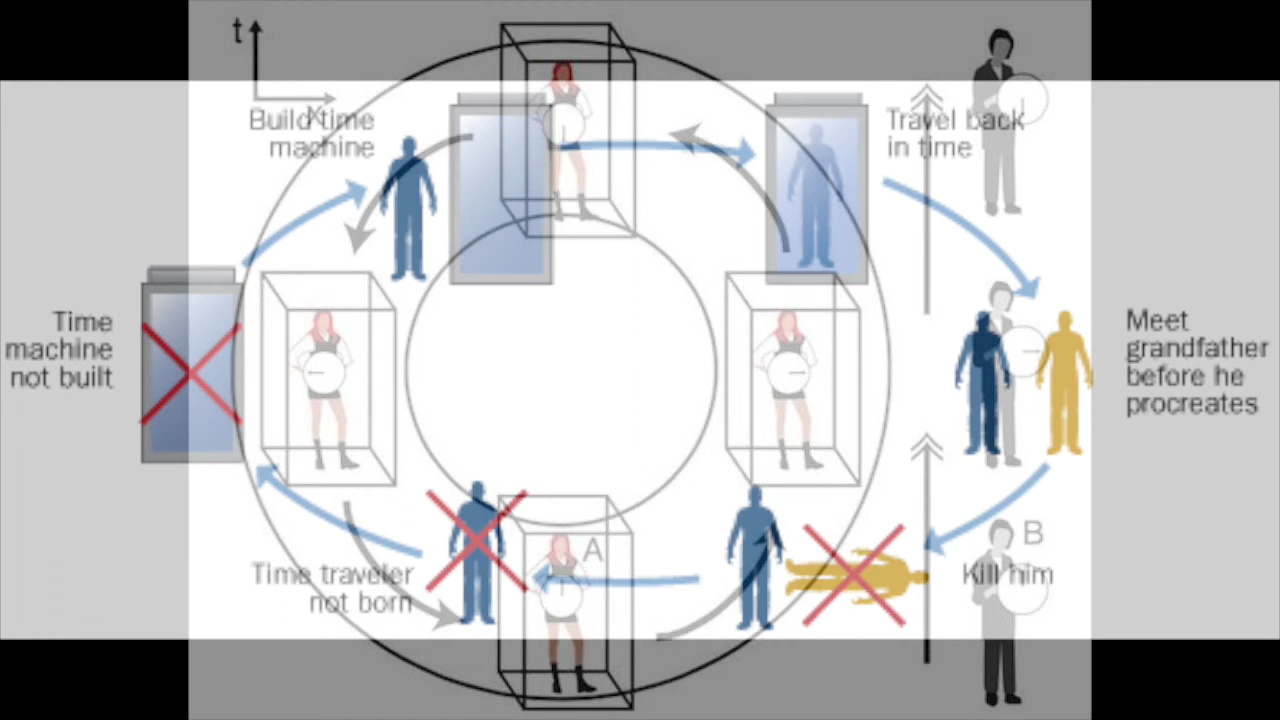 t
x
Build time
machine
Travel back
in time
Time
machine
not built
Meet
grandfather
before he
procreates
A
B
Time traveler
not born
Kill him